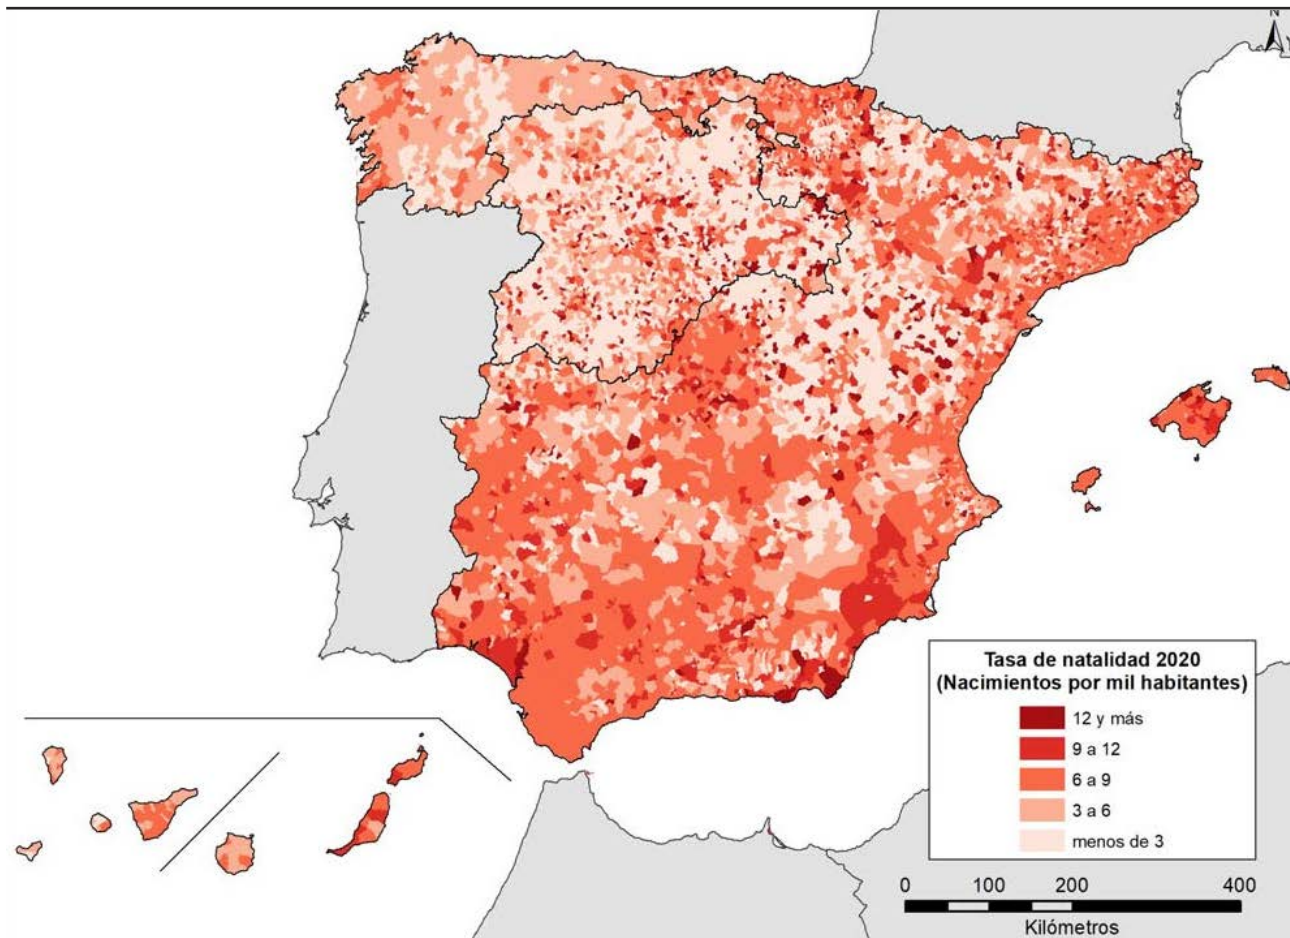 N
Tasa de natalidad 2020
(Nacimientos por mil habitantes)
12 y más
9 a 12
6 a 9
3 a 6
menos de 3
0 100 200 400
Kilómetros